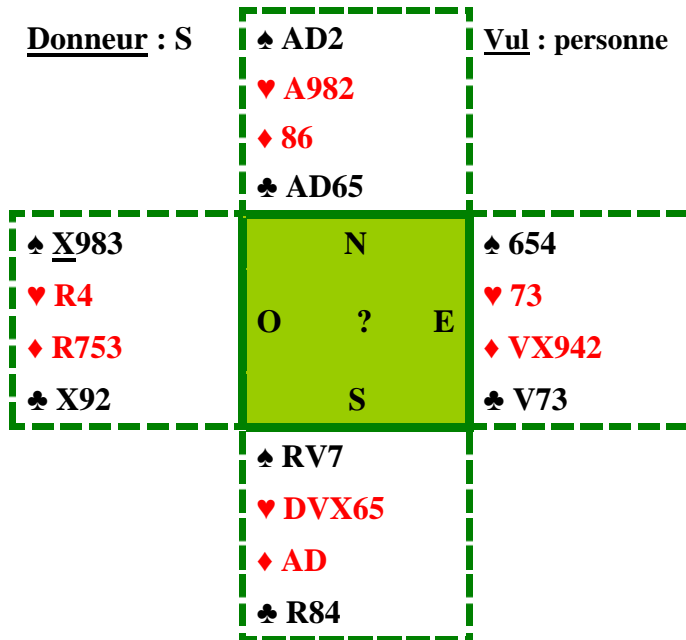 Donneur : S
♠ AD2
Vul : personne
♥ A982
♦ 86
♣ AD65
♠ X983
N
♠ 654
♥ R4
♥ 73
♦ R753
O ? E
♦ VX942
♣ X92
S
♣ V73
♠ RV7
♥ DVX65
♦ AD
♣ R84